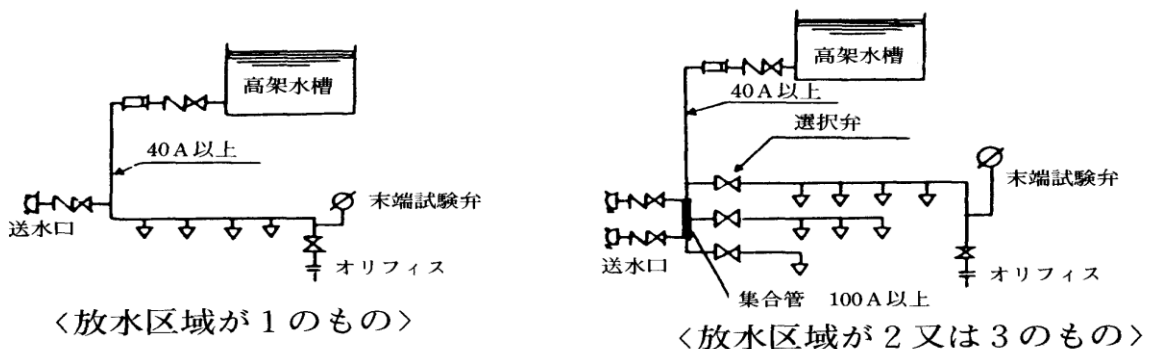 高架水槽
40A以上
末端試験弁
送水口
オリフィス
〈放水区域が1のもの〉
高架水槽
40A以上
選択弁
末端試験弁
送水口
オリフィス
集合管 100A以上
〈放水区域が2又は3のもの〉